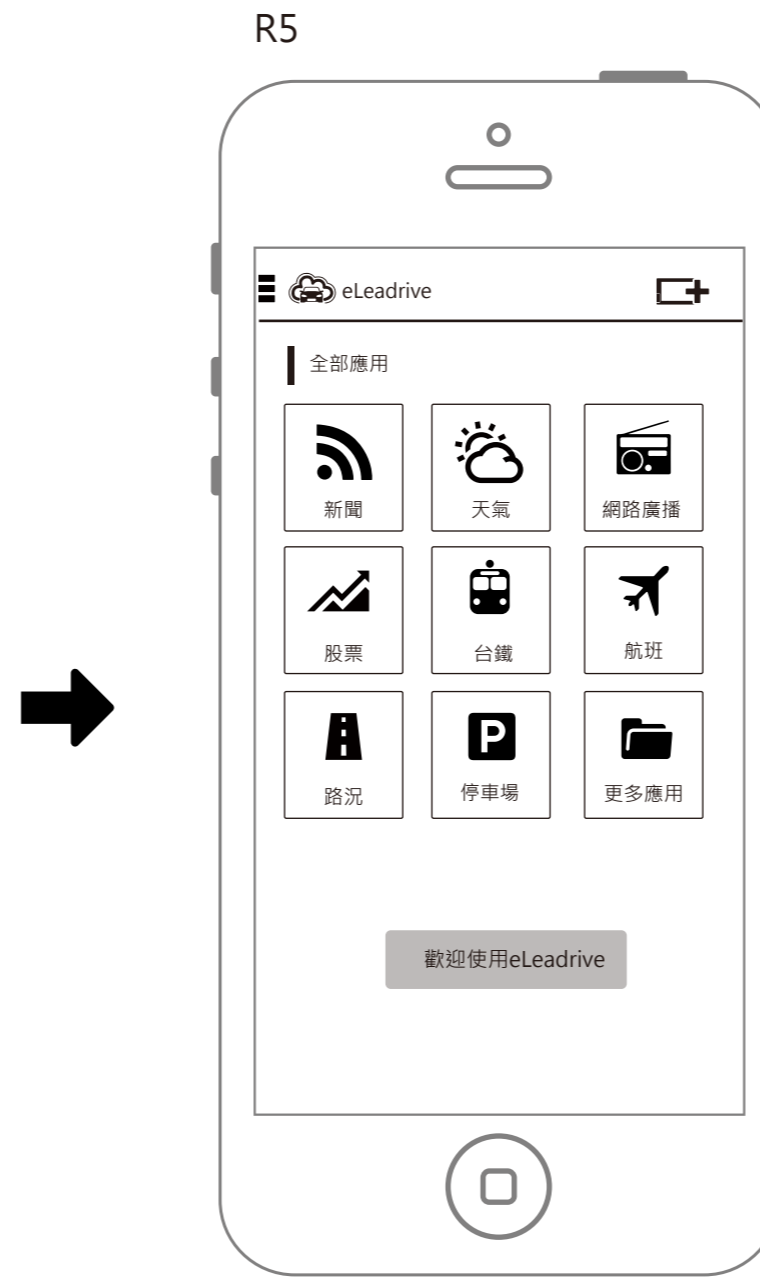 R5
eLeadrive
全部應用
新聞
天氣
網路廣播
股票
台鐵
航班
路況
P
停車場
更多應用
歡迎使用eLeadrive